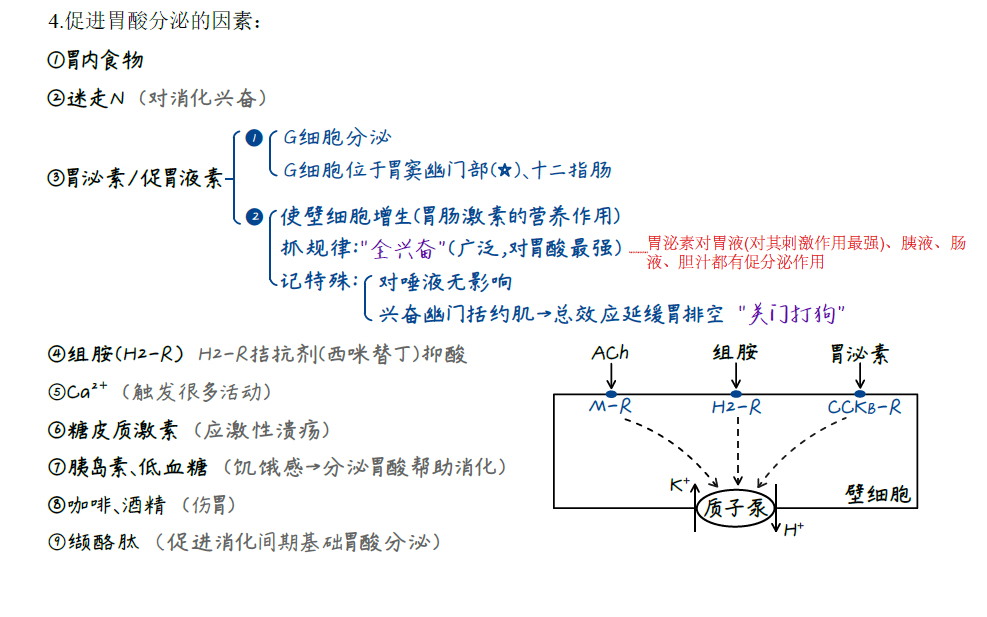 4.促进胃酸分泌的因素：
①胃内食物
②迷走N（对消化兴奋）
③胃泌素/促胃液素
❶ G细胞分泌
G细胞位于胃窦幽门部(☆)、十二指肠
❷ 使壁细胞增生(胃肠激素的营养作用)
抓规律:"全兴奋"(广泛,对胃酸最强)
胃泌素对胃液(对其刺激作用最强)、胰液、肠
液、胆汁都有促分泌作用
记特殊: 对唾液无影响
兴奋幽门括约肌→总效应延缓胃排空 "关门打狗"
④组胺(H2-R) H2-R拮抗剂(西咪替丁)抑酸
⑤Ca²⁺（触发很多活动）
⑥糖皮质激素（应激性溃疡）
⑦胰岛素、低血糖（饥饿感→分泌胃酸帮助消化）
⑧咖啡、酒精（伤胃）
⑨缬酪肽（促进消化间期基础胃酸分泌）
ACh 组胺 胃泌素
M-R H2-R CCKB-R
K⁺ 质子泵 壁细胞
H⁺